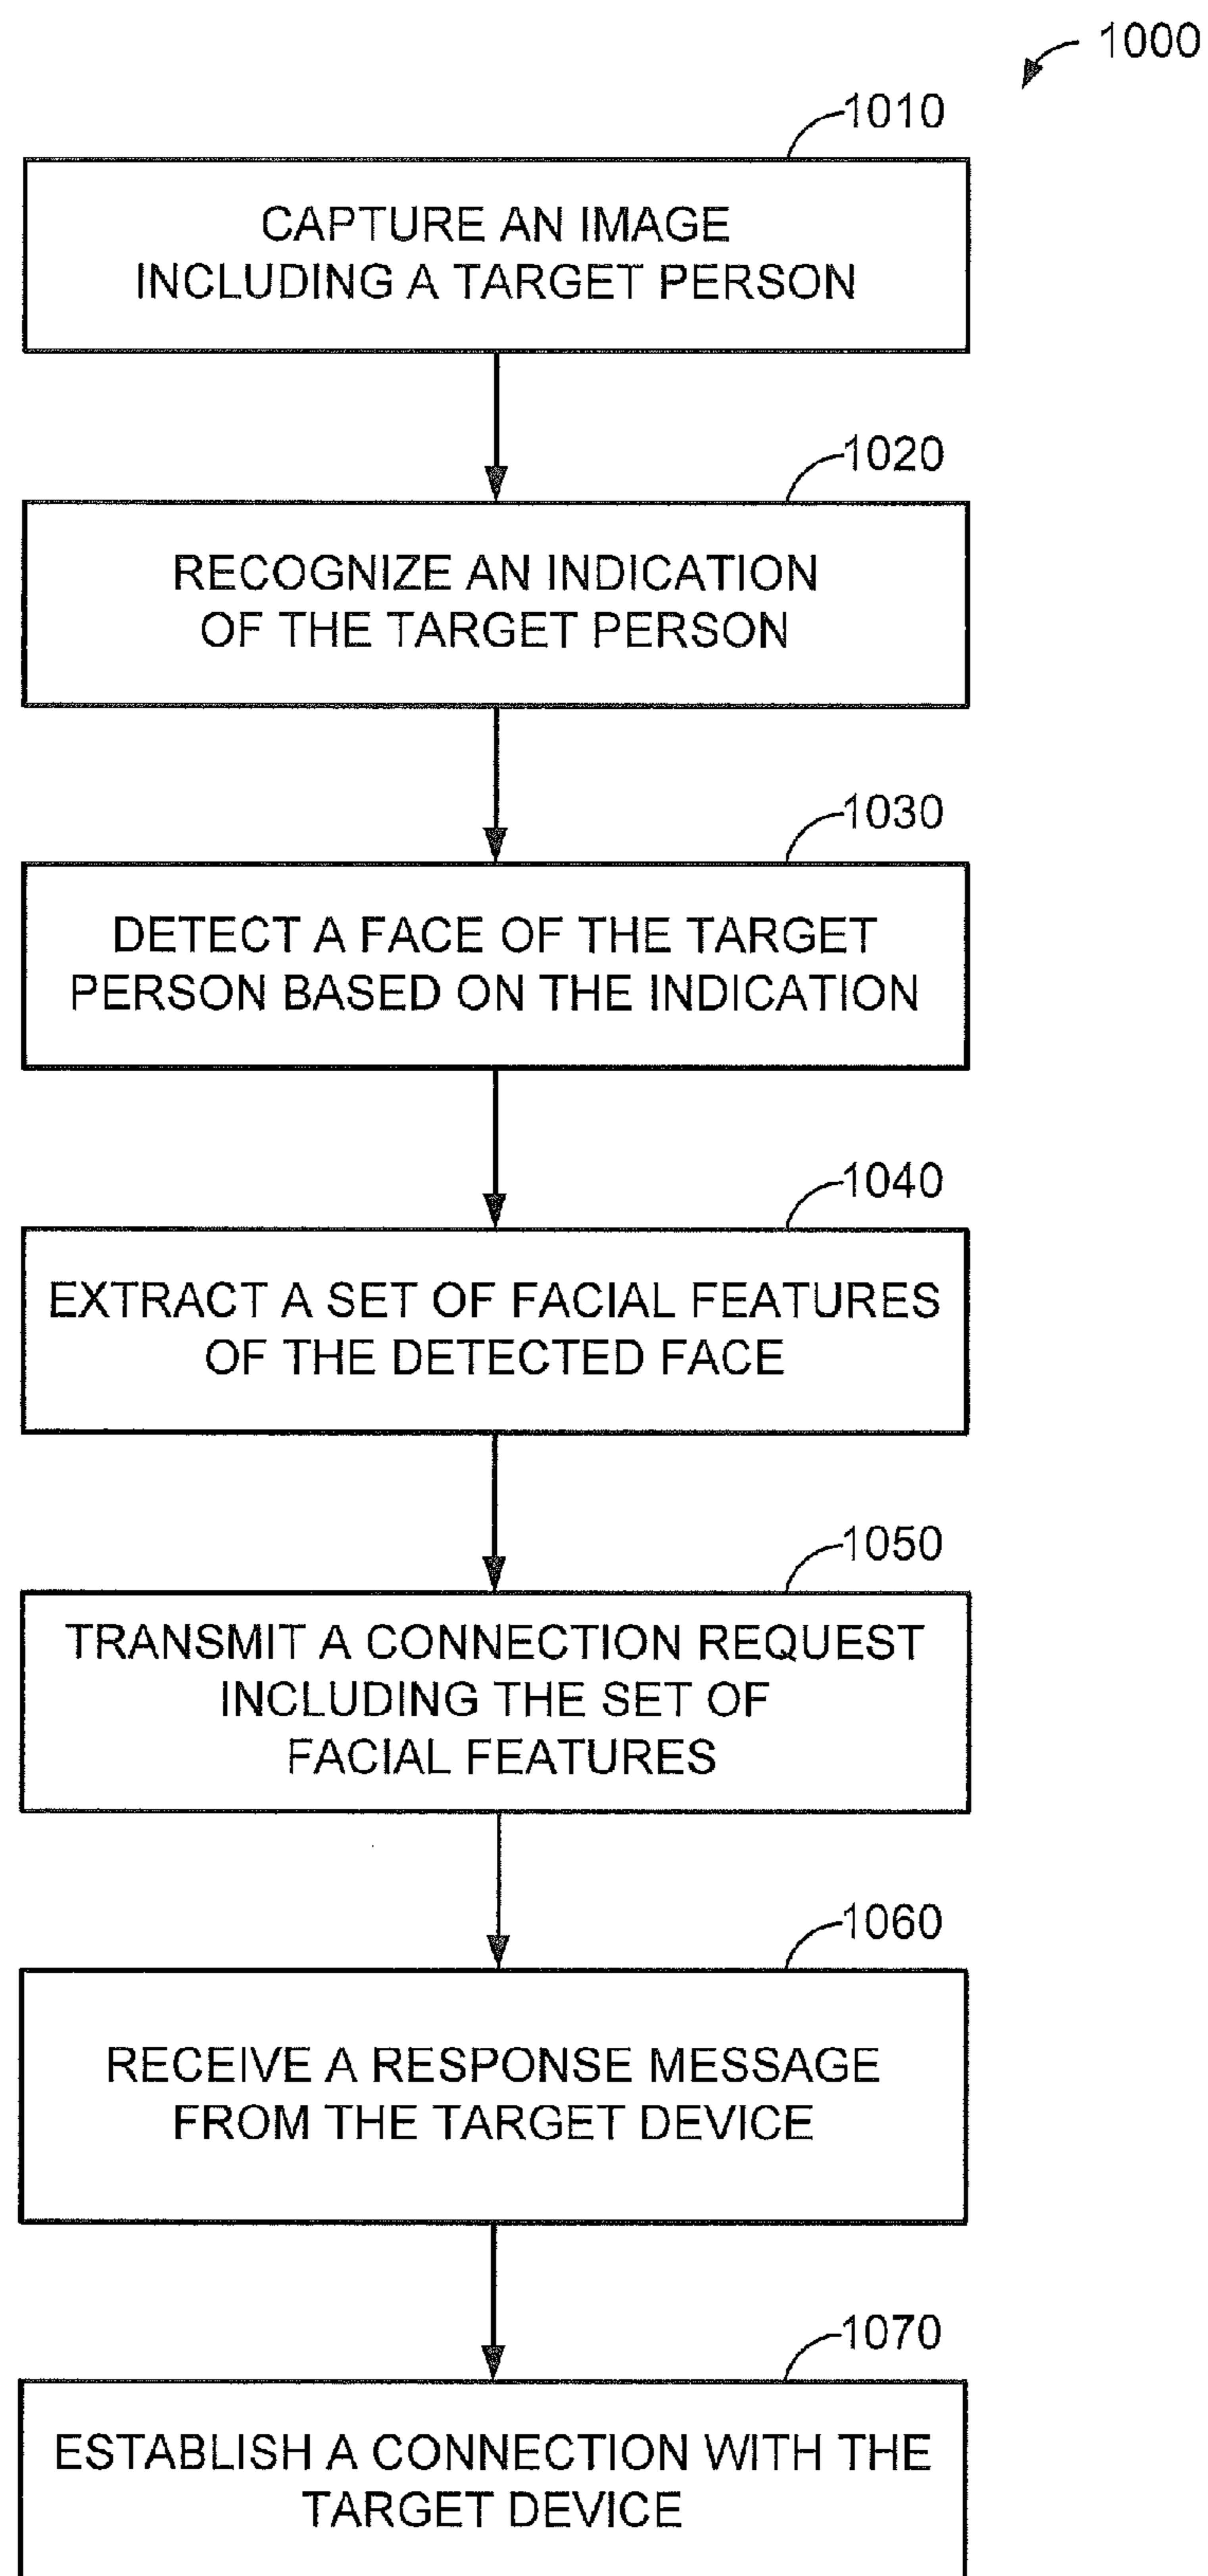 1000
1010
CAPTURE AN IMAGE
INCLUDING A TARGET PERSON
1020
RECOGNIZE AN INDICATION
OF THE TARGET PERSON
1030
DETECT A FACE OF THE TARGET
PERSON BASED ON THE INDICATION
1040
EXTRACT A SET OF FACIAL FEATURES
OF THE DETECTED FACE
1050
TRANSMIT A CONNECTION REQUEST
INCLUDING THE SET OF
FACIAL FEATURES
1060
RECEIVE A RESPONSE MESSAGE
FROM THE TARGET DEVICE
1070
ESTABLISH A CONNECTION WITH THE
TARGET DEVICE